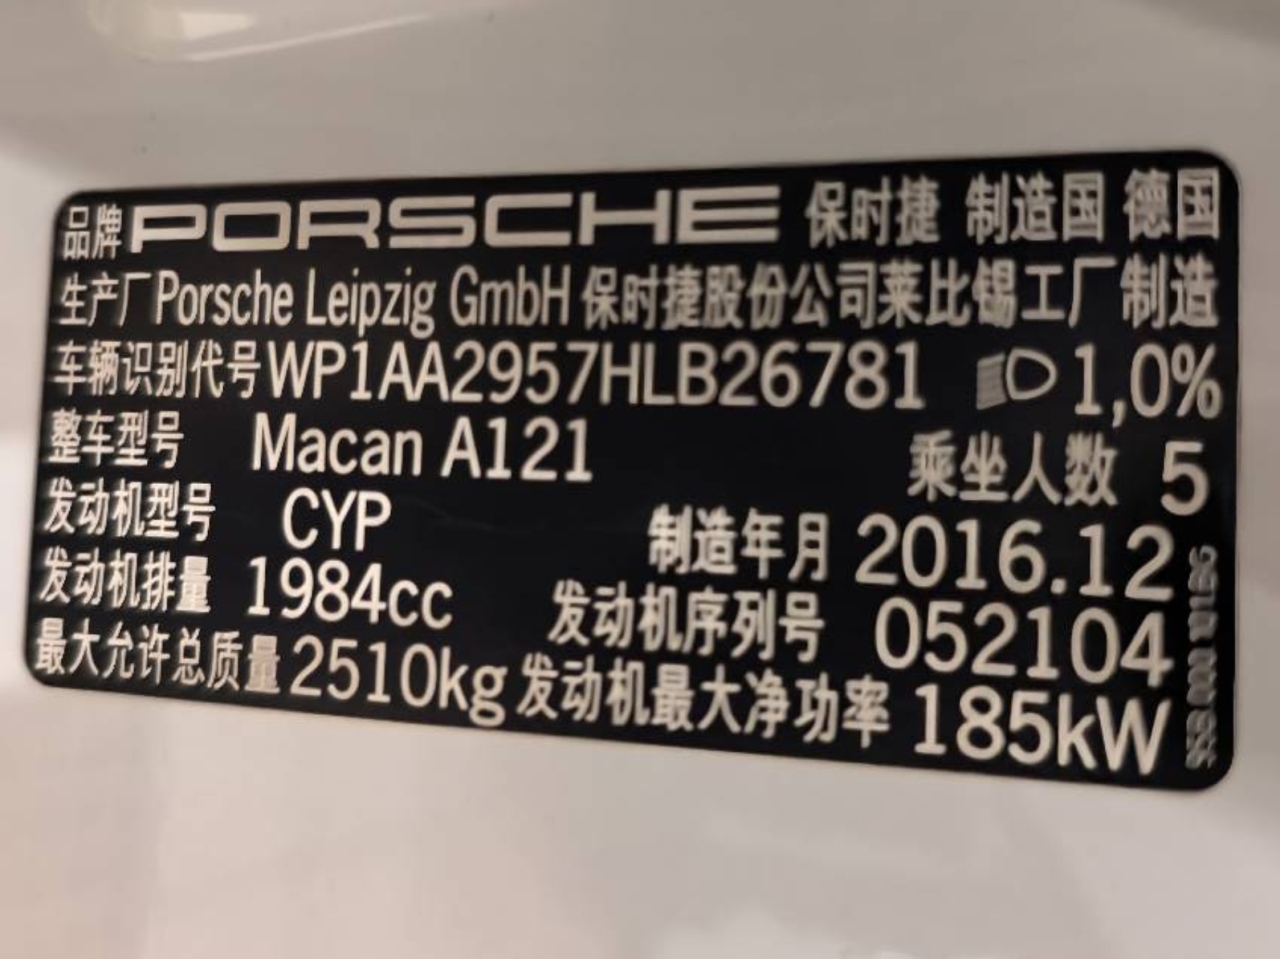 品牌 PORSCHE 保时捷 制造国 德国
生产厂 Porsche Leipzig GmbH 保时捷股份公司莱比锡工厂 制造
车辆识别代号 WP1AA2957HLB26781 1,0%
整车型号 Macan A121 乘坐人数 5
发动机型号 CYP 制造年月 2016.12
发动机排量 1984cc 发动机序列号 052104
最大允许总质量 2510kg 发动机最大净功率 185kW